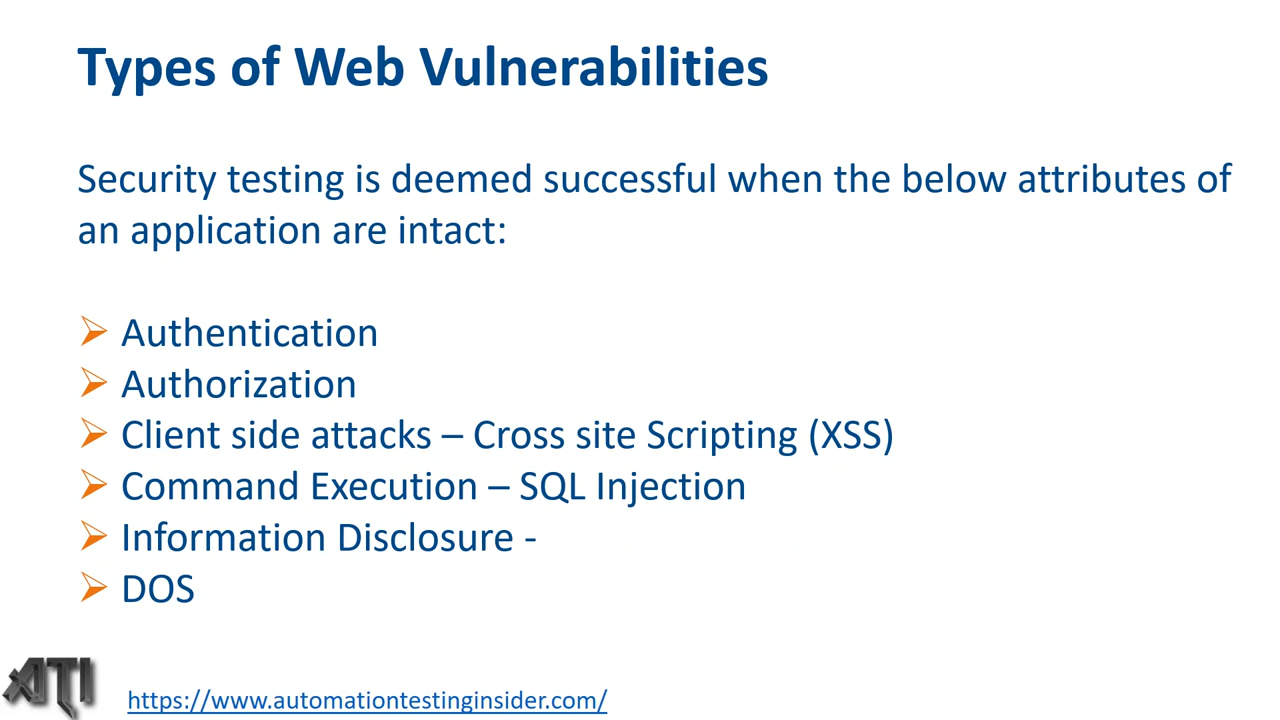 Types of Web Vulnerabilities
Security testing is deemed successful when the below attributes of
an application are intact:
➢ Authentication
➢ Authorization
➢ Client side attacks – Cross site Scripting (XSS)
➢ Command Execution – SQL Injection
➢ Information Disclosure -
➢ DOS
ATI
https://www.automationtestinginsider.com/